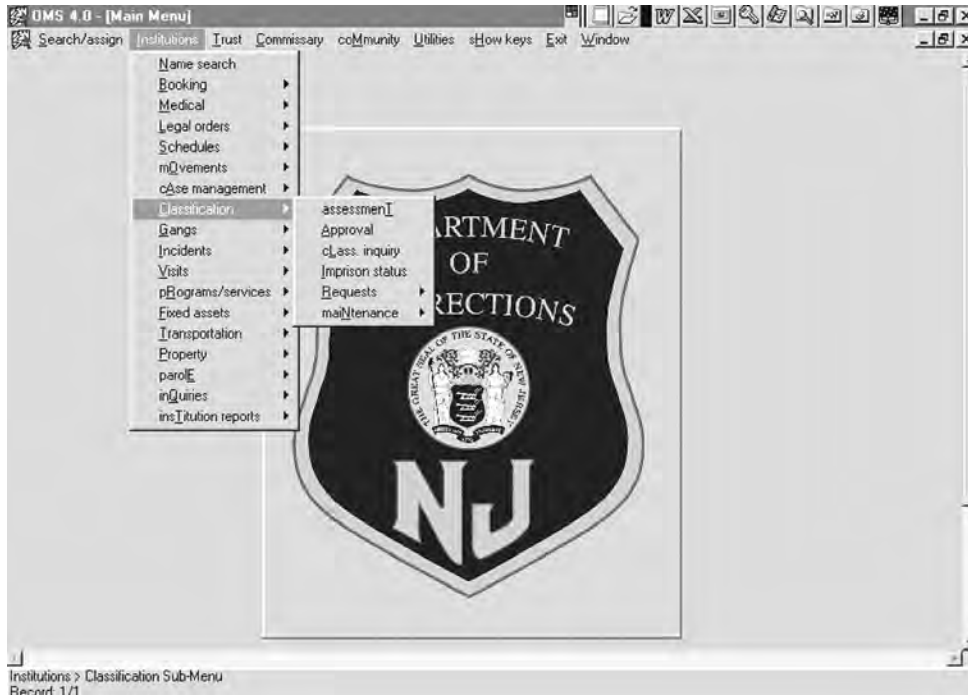 OMS 4.0 - [Main Menu]
Search/assign Institutions Trust Commissary coMmunity Utilities sHow keys Exit Window
Name search
Booking
Medical
Legal orders
Schedules
mOvements
cAse management
Classification
Gangs
Incidents
Visits
pRograms/services
Fixed assets
Transportation
Property
parolE
inQuiries
insTitution reports
assessmenT
Approval
cLass. inquiry
Imprison status
Requests
maiNtenance
ARTMENT
OF
RECTIONS
THE GREAT SEAL OF THE STATE OF NEW JERSEY
NJ
Institutions > Classification Sub-Menu
Record: 1/1